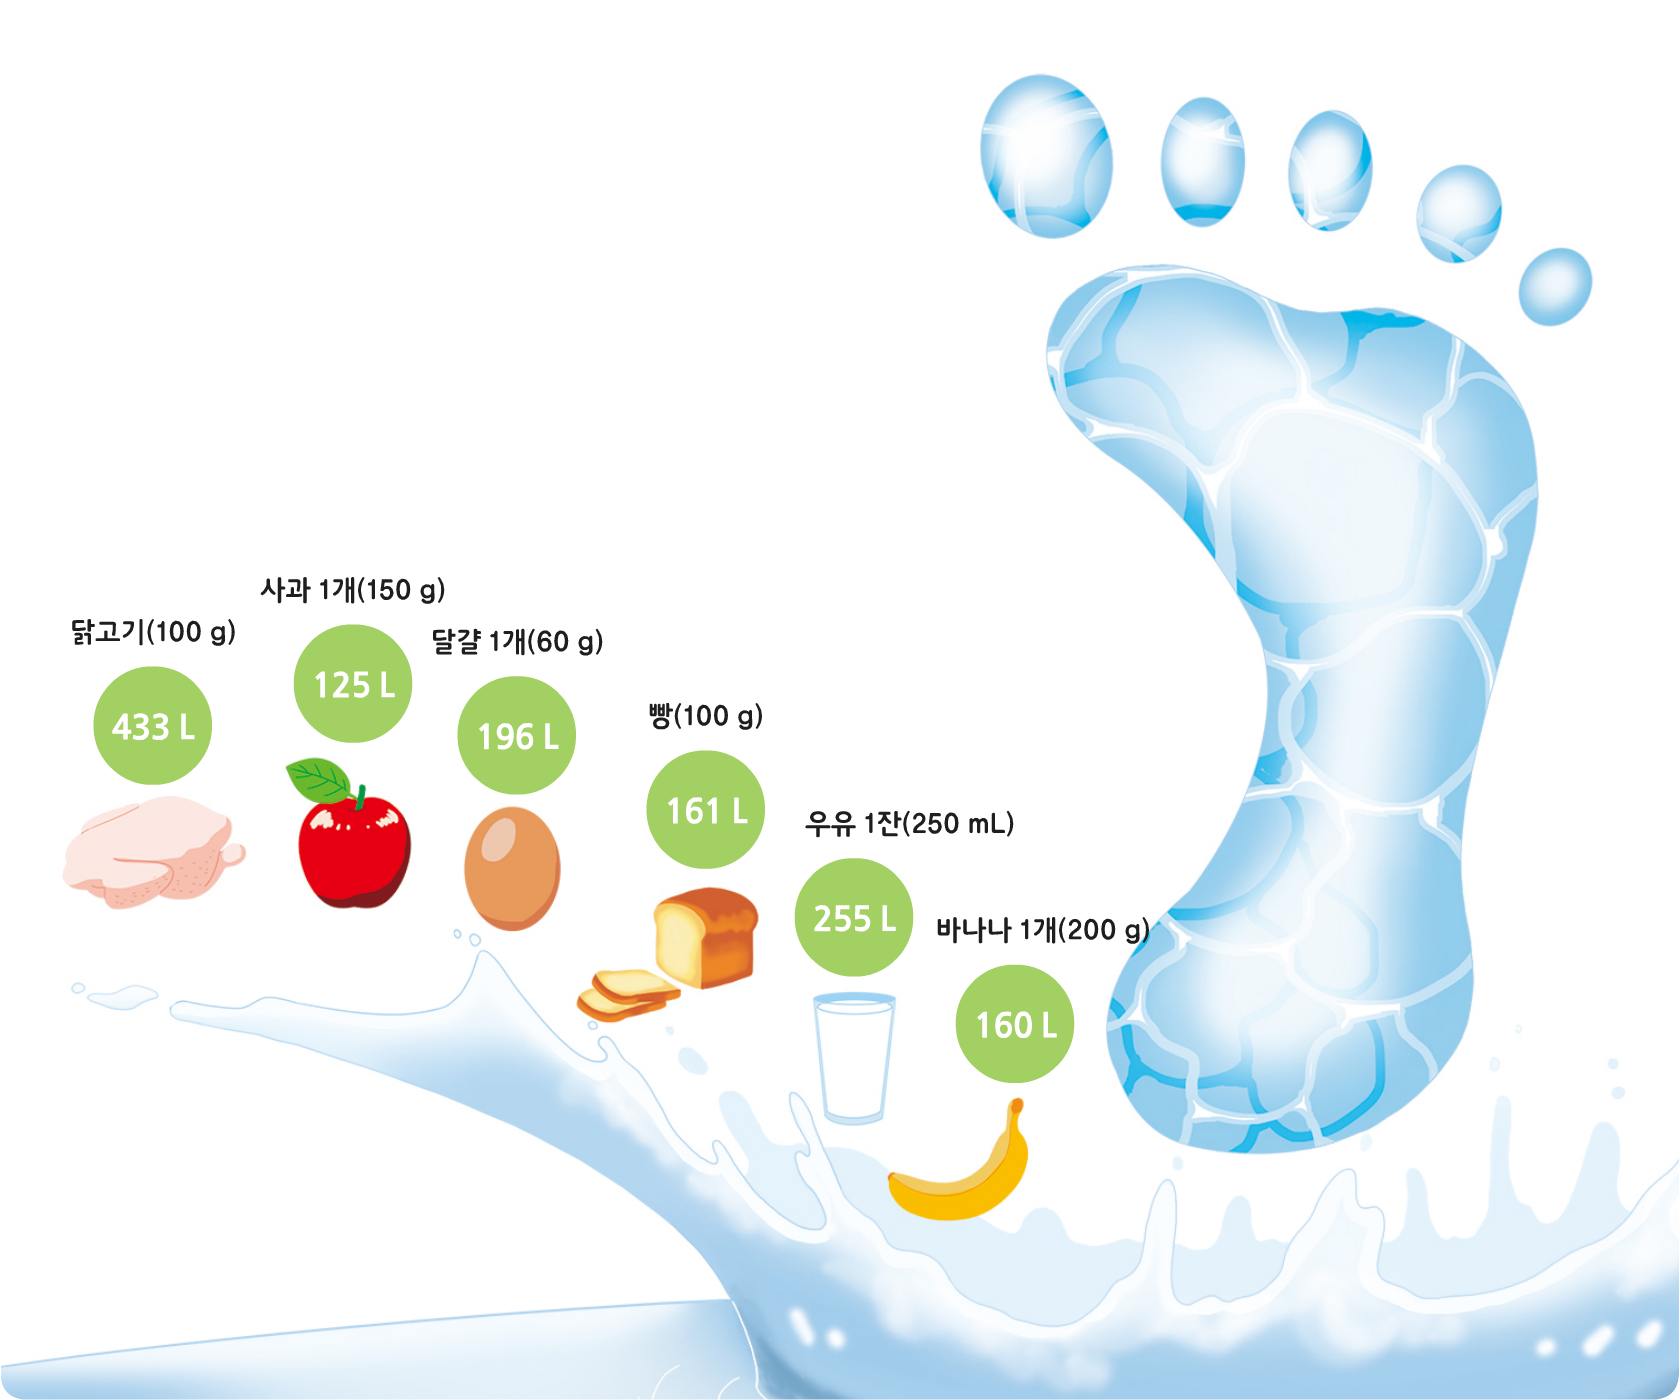 닭고기(100 g)
433 L
사과 1개(150 g)
125 L
달걀 1개(60 g)
196 L
빵(100 g)
161 L
우유 1잔(250 mL)
255 L
바나나 1개(200 g)
160 L